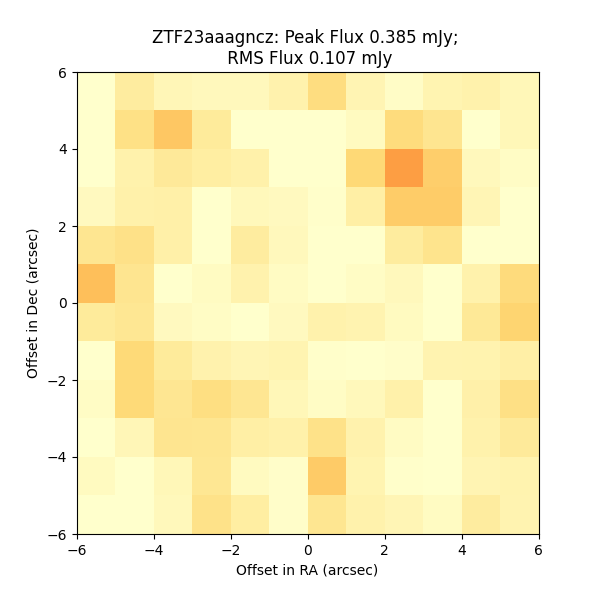 ZTF23aaagncz: Peak Flux 0.385 mJy;
RMS Flux 0.107 mJy
6
4
2
0
−2
−4
−6
Offset in Dec (arcsec)
−6 −4 −2 0 2 4 6
Offset in RA (arcsec)